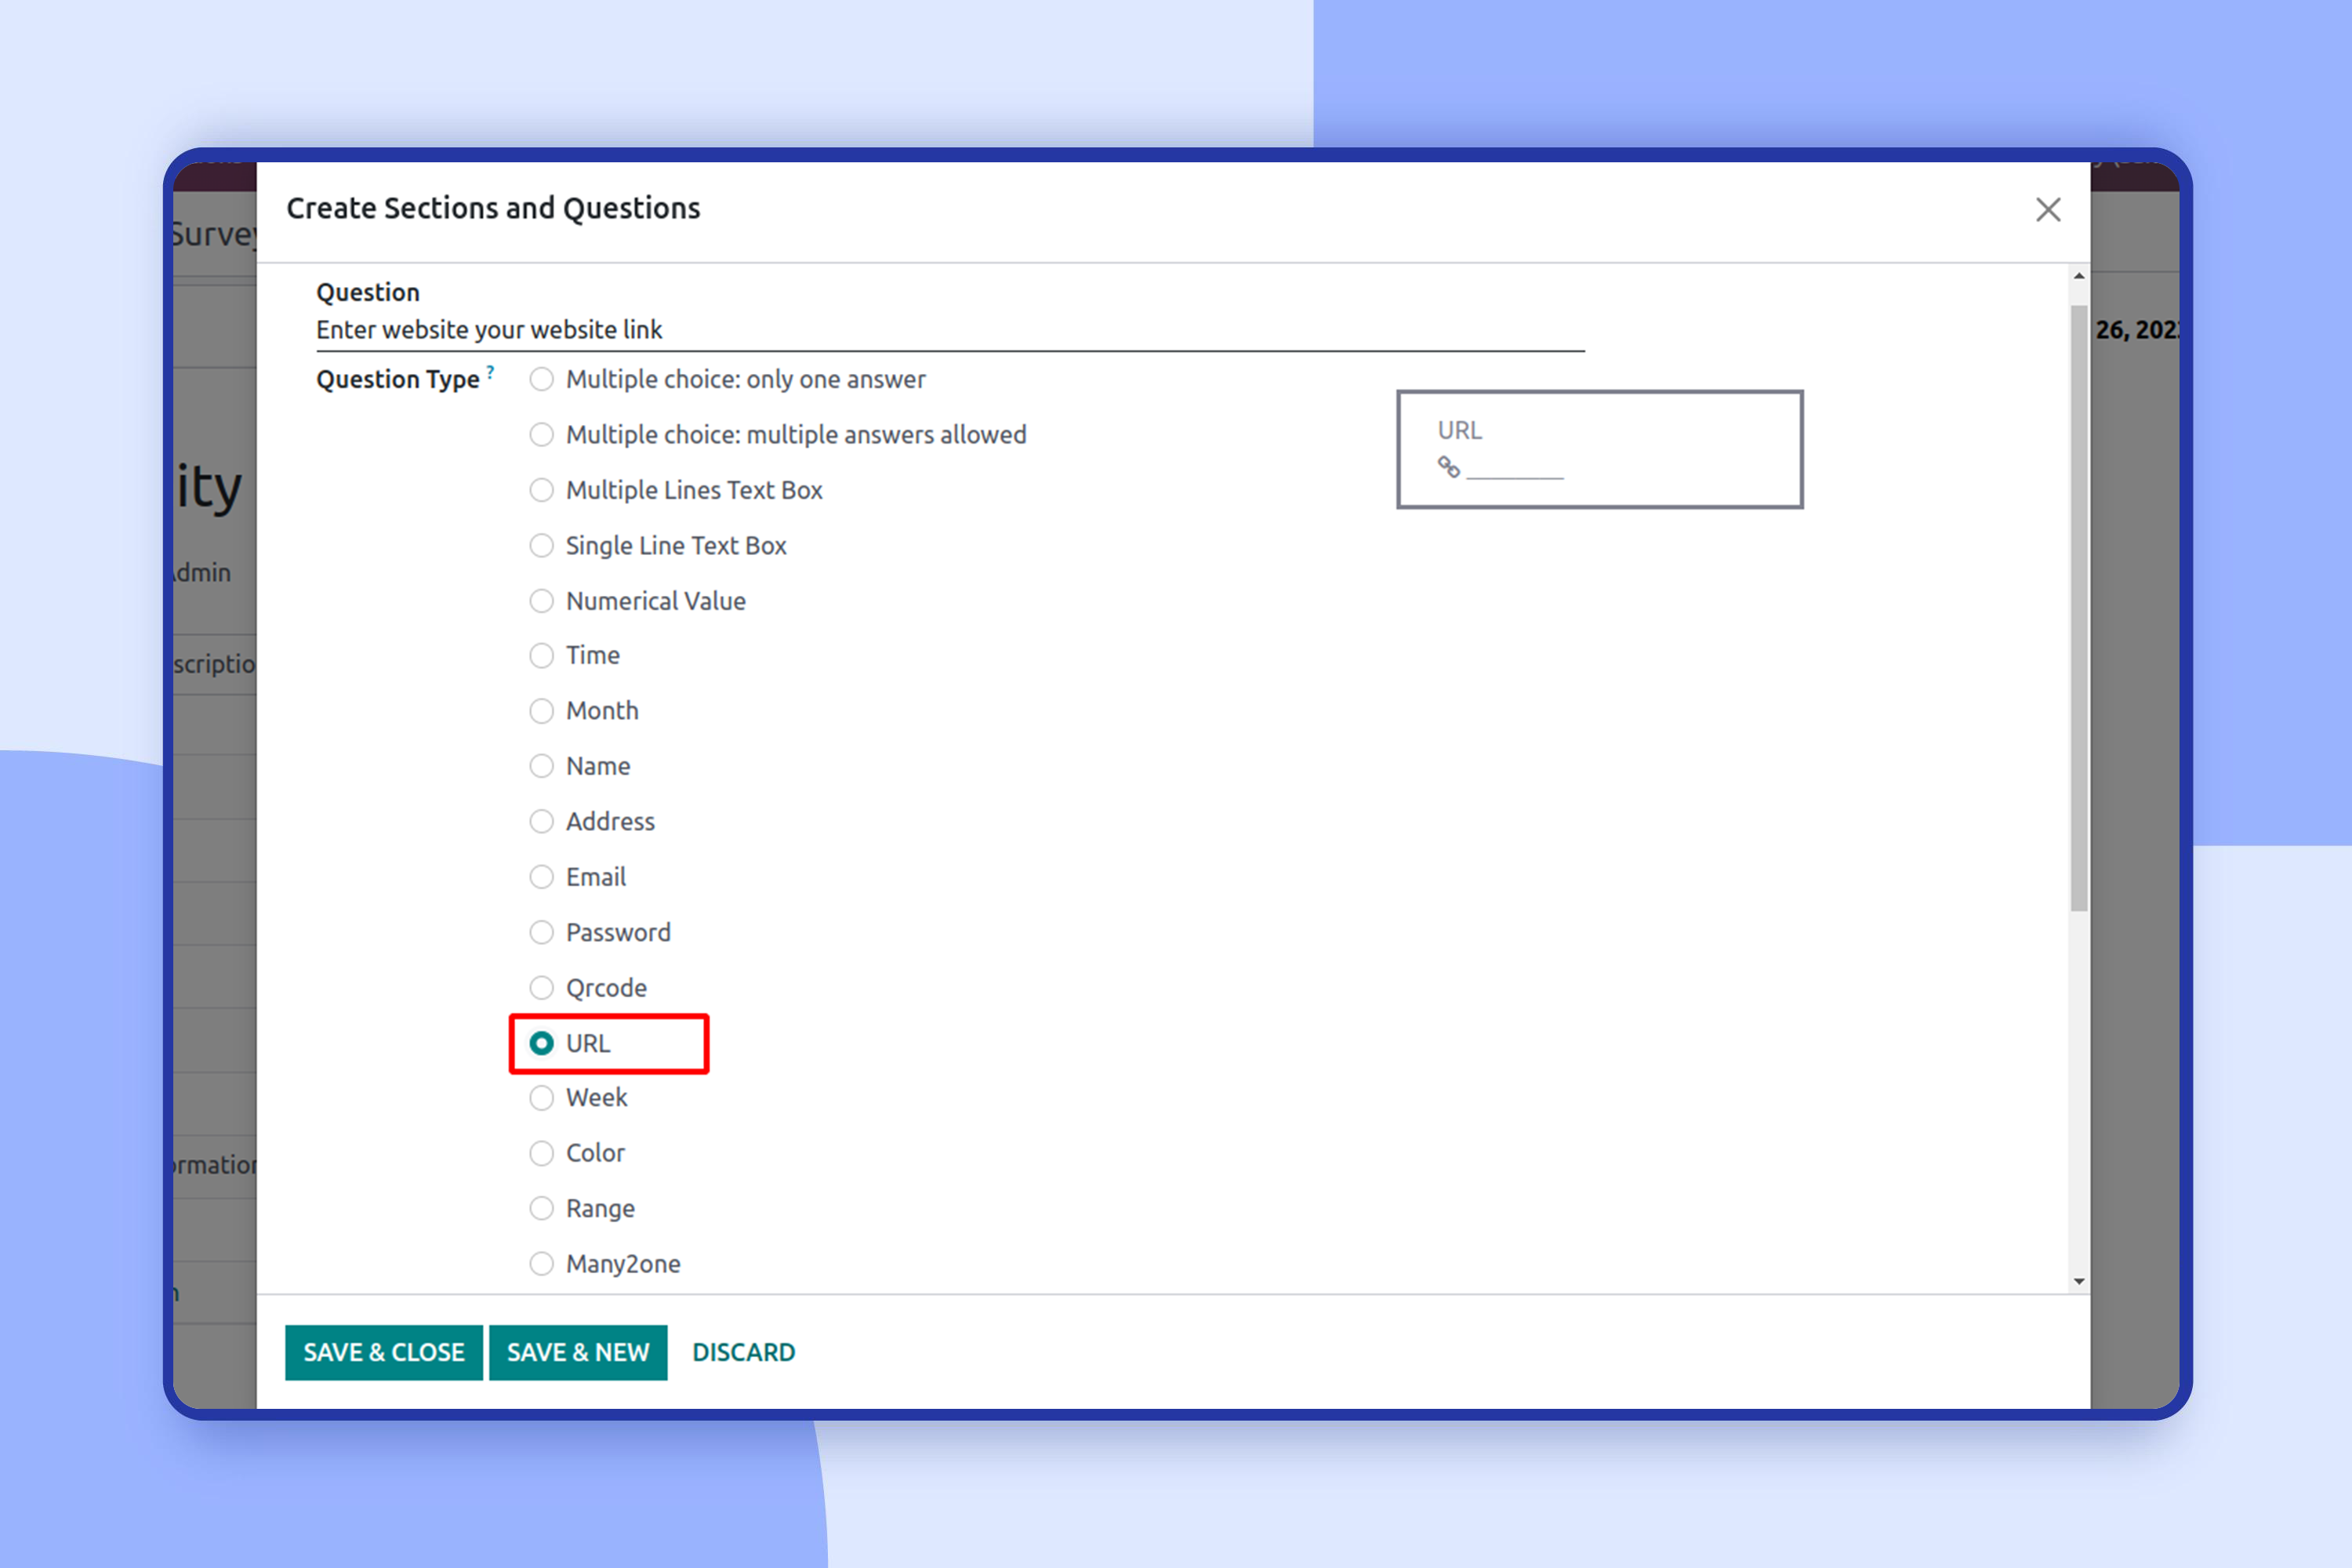 Create Sections and Questions
Question
Enter website your website link
Question Type ?
Multiple choice: only one answer
Multiple choice: multiple answers allowed
Multiple Lines Text Box
Single Line Text Box
Numerical Value
Time
Month
Name
Address
Email
Password
Qrcode
URL
Week
Color
Range
Many2one
URL
SAVE & CLOSE
SAVE & NEW
DISCARD
Survey
ity
Admin
scriptio
ormation
26, 202